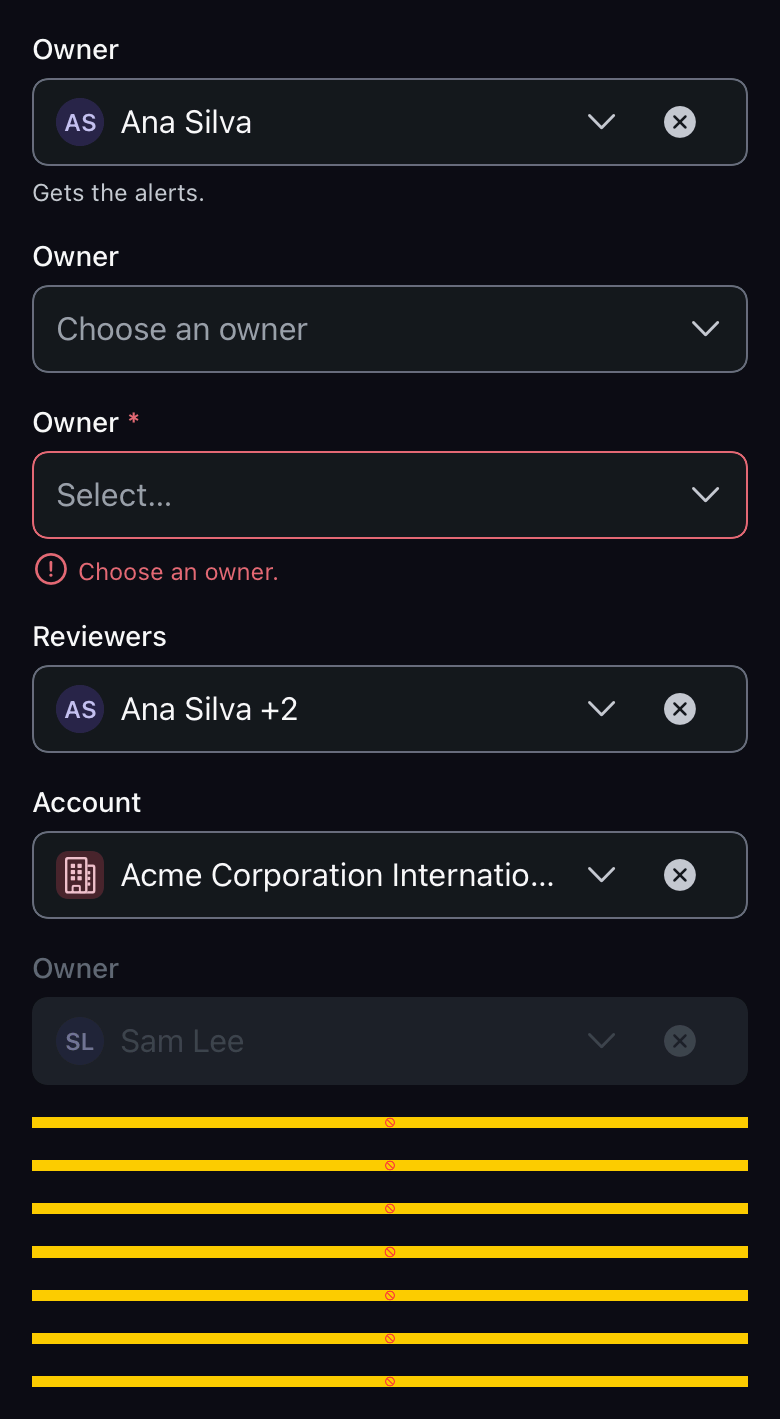 Owner
AS Ana Silva
Gets the alerts.
Owner
Choose an owner
Owner *
Select...
Choose an owner.
Reviewers
AS Ana Silva +2
Account
Acme Corporation Internatio...
Owner
SL Sam Lee